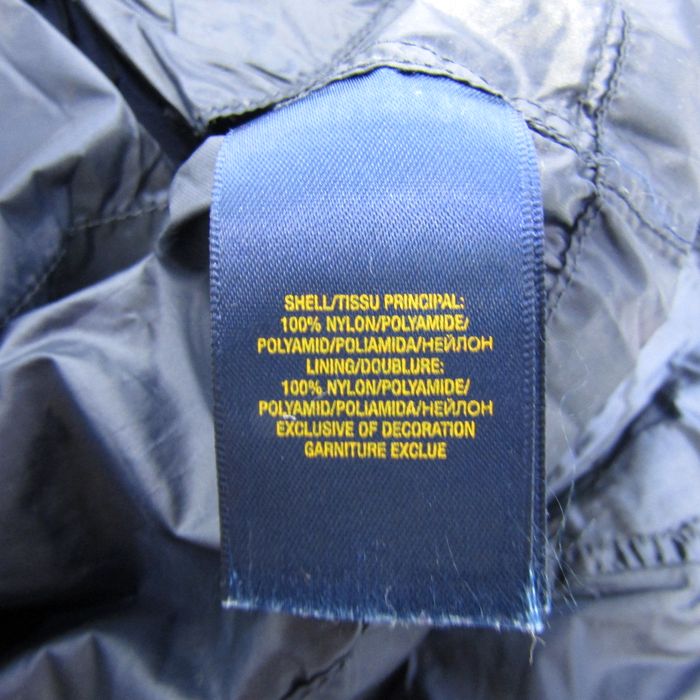 SHELL/TISSU PRINCIPAL:
100% NYLON/POLYAMIDE/
POLYAMID/POLIAMIDA/НЕЙЛОН
LINING/DOUBLURE:
100% NYLON/POLYAMIDE/
POLYAMID/POLIAMIDA/НЕЙЛОН
EXCLUSIVE OF DECORATION
GARNITURE EXCLUE